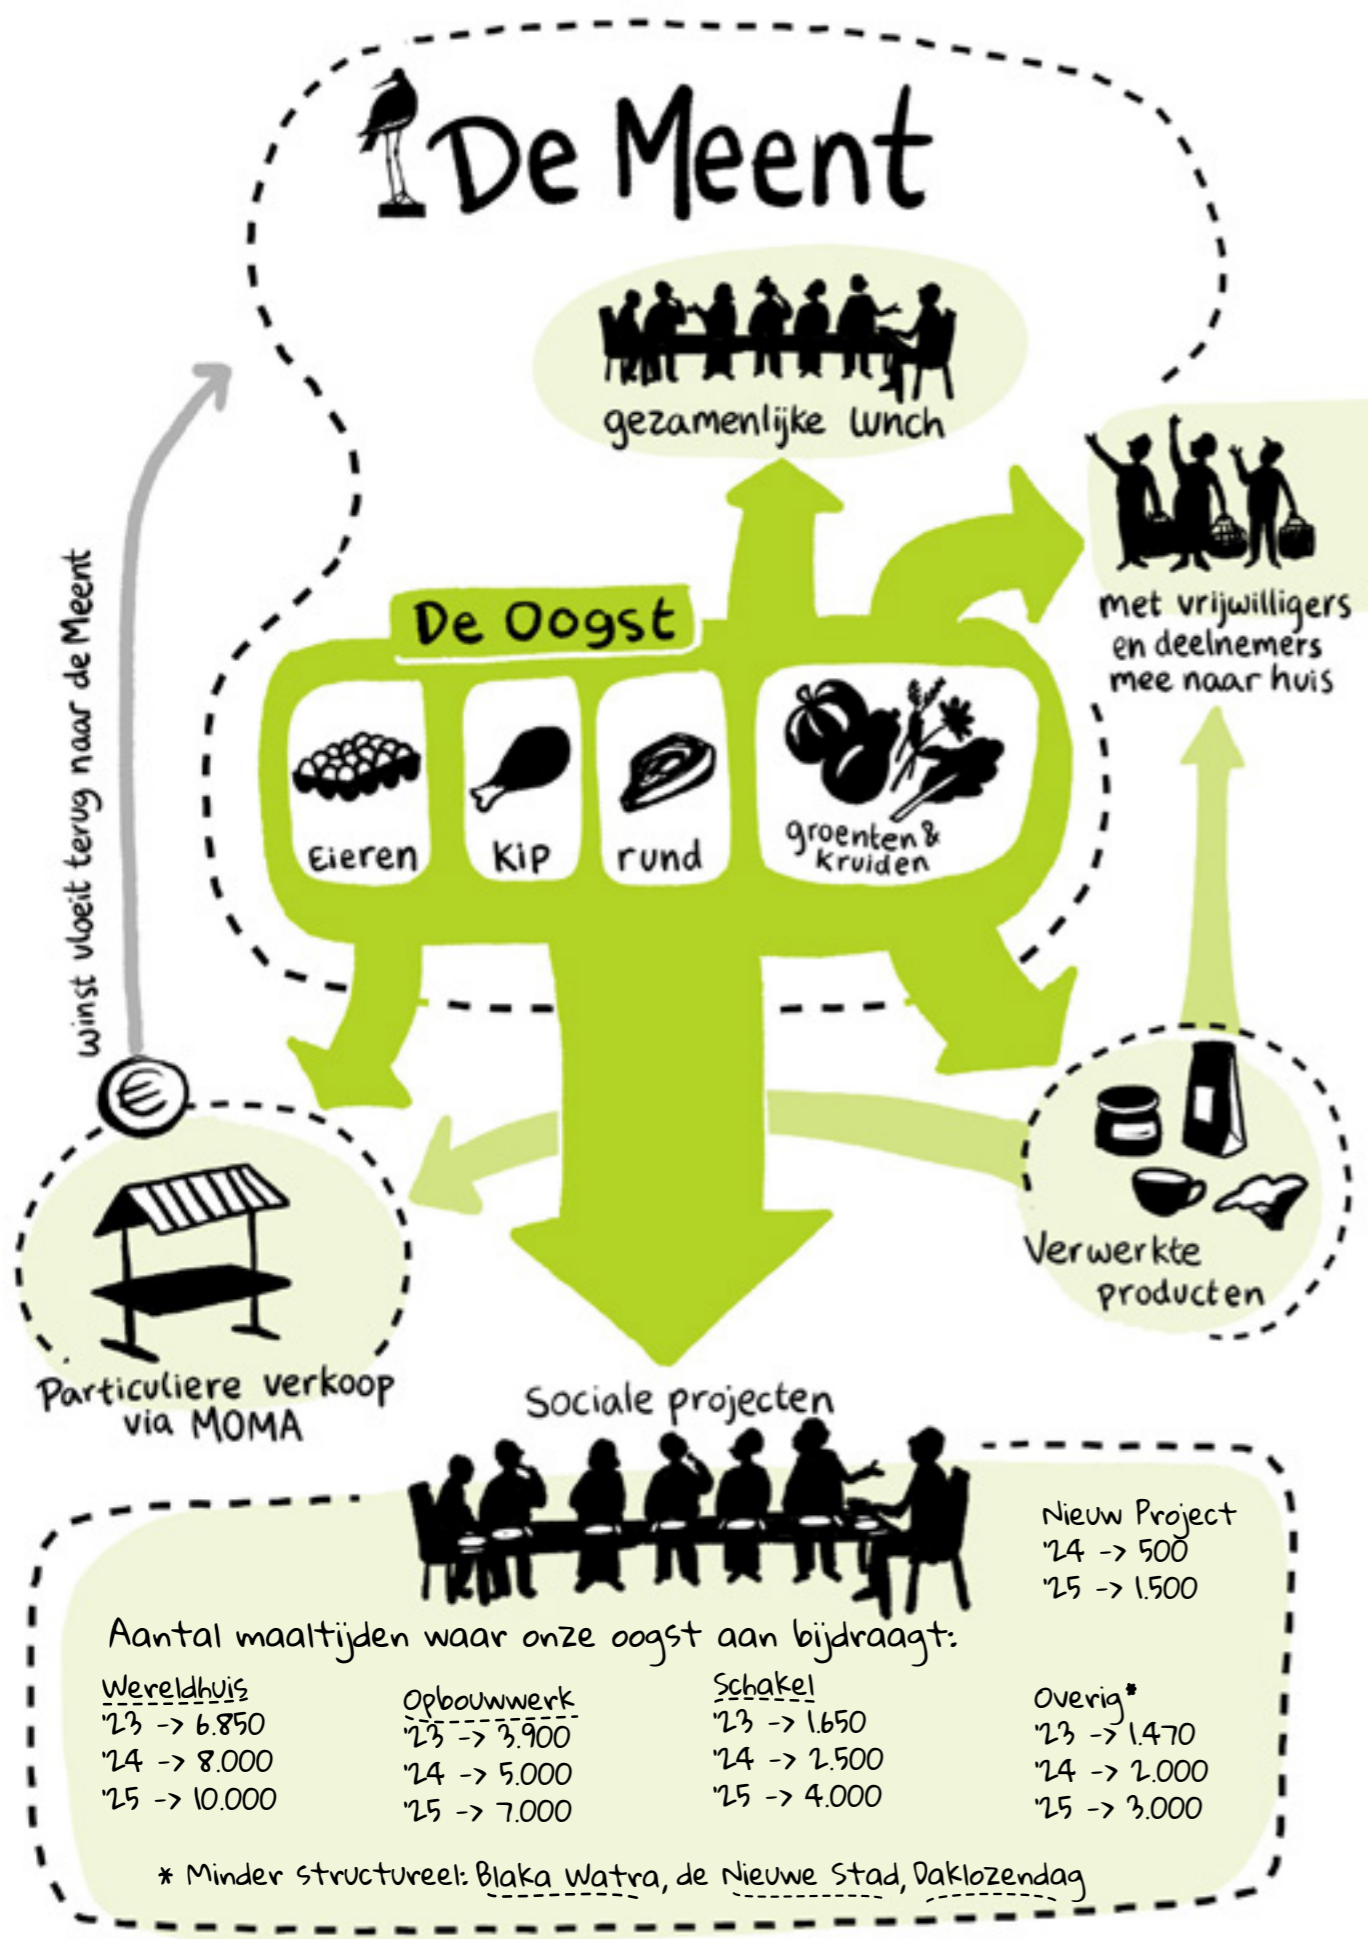 De Meent
gezamenlijke lunch
met vrijwilligers
en deelnemers
mee naar huis
winst vloeit terug naar de Meent
De Oogst
Eieren
Kip
rund
groenten &
kruiden
€
Verwerkte
producten
Particuliere verkoop
via MOMA
Sociale projecten
Nieuw Project
'24 -> 500
'25 -> 1.500
Aantal maaltijden waar onze oogst aan bijdraagt:
Wereldhuis
'23 -> 6.850
'24 -> 8.000
'25 -> 10.000
Opbouwwerk
'23 -> 3.900
'24 -> 5.000
'25 -> 7.000
Schakel
'23 -> 1.650
'24 -> 2.500
'25 -> 4.000
Overig*
'23 -> 1.470
'24 -> 2.000
'25 -> 3.000
* Minder structureel: Blaka Watra, de Nieuwe Stad, Daklozendag